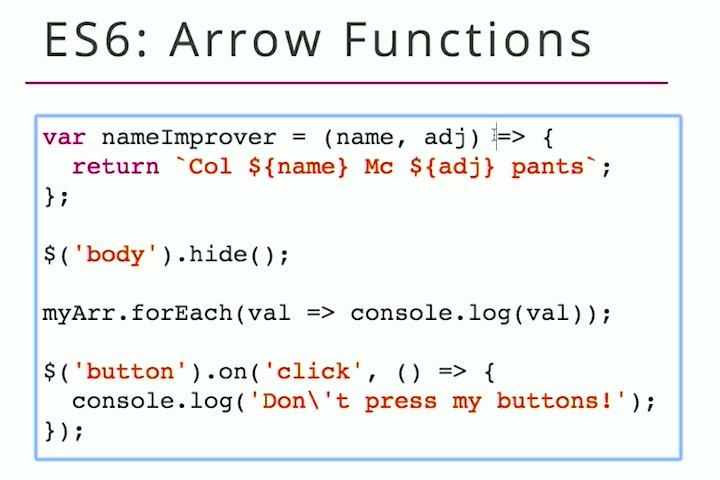 ES6: Arrow Functions
var nameImprover = (name, adj) => {
  return `Col ${name} Mc ${adj} pants`;
};
$('body').hide();
myArr.forEach(val => console.log(val));
$('button').on('click', () => {
  console.log('Don\'t press my buttons!');
});